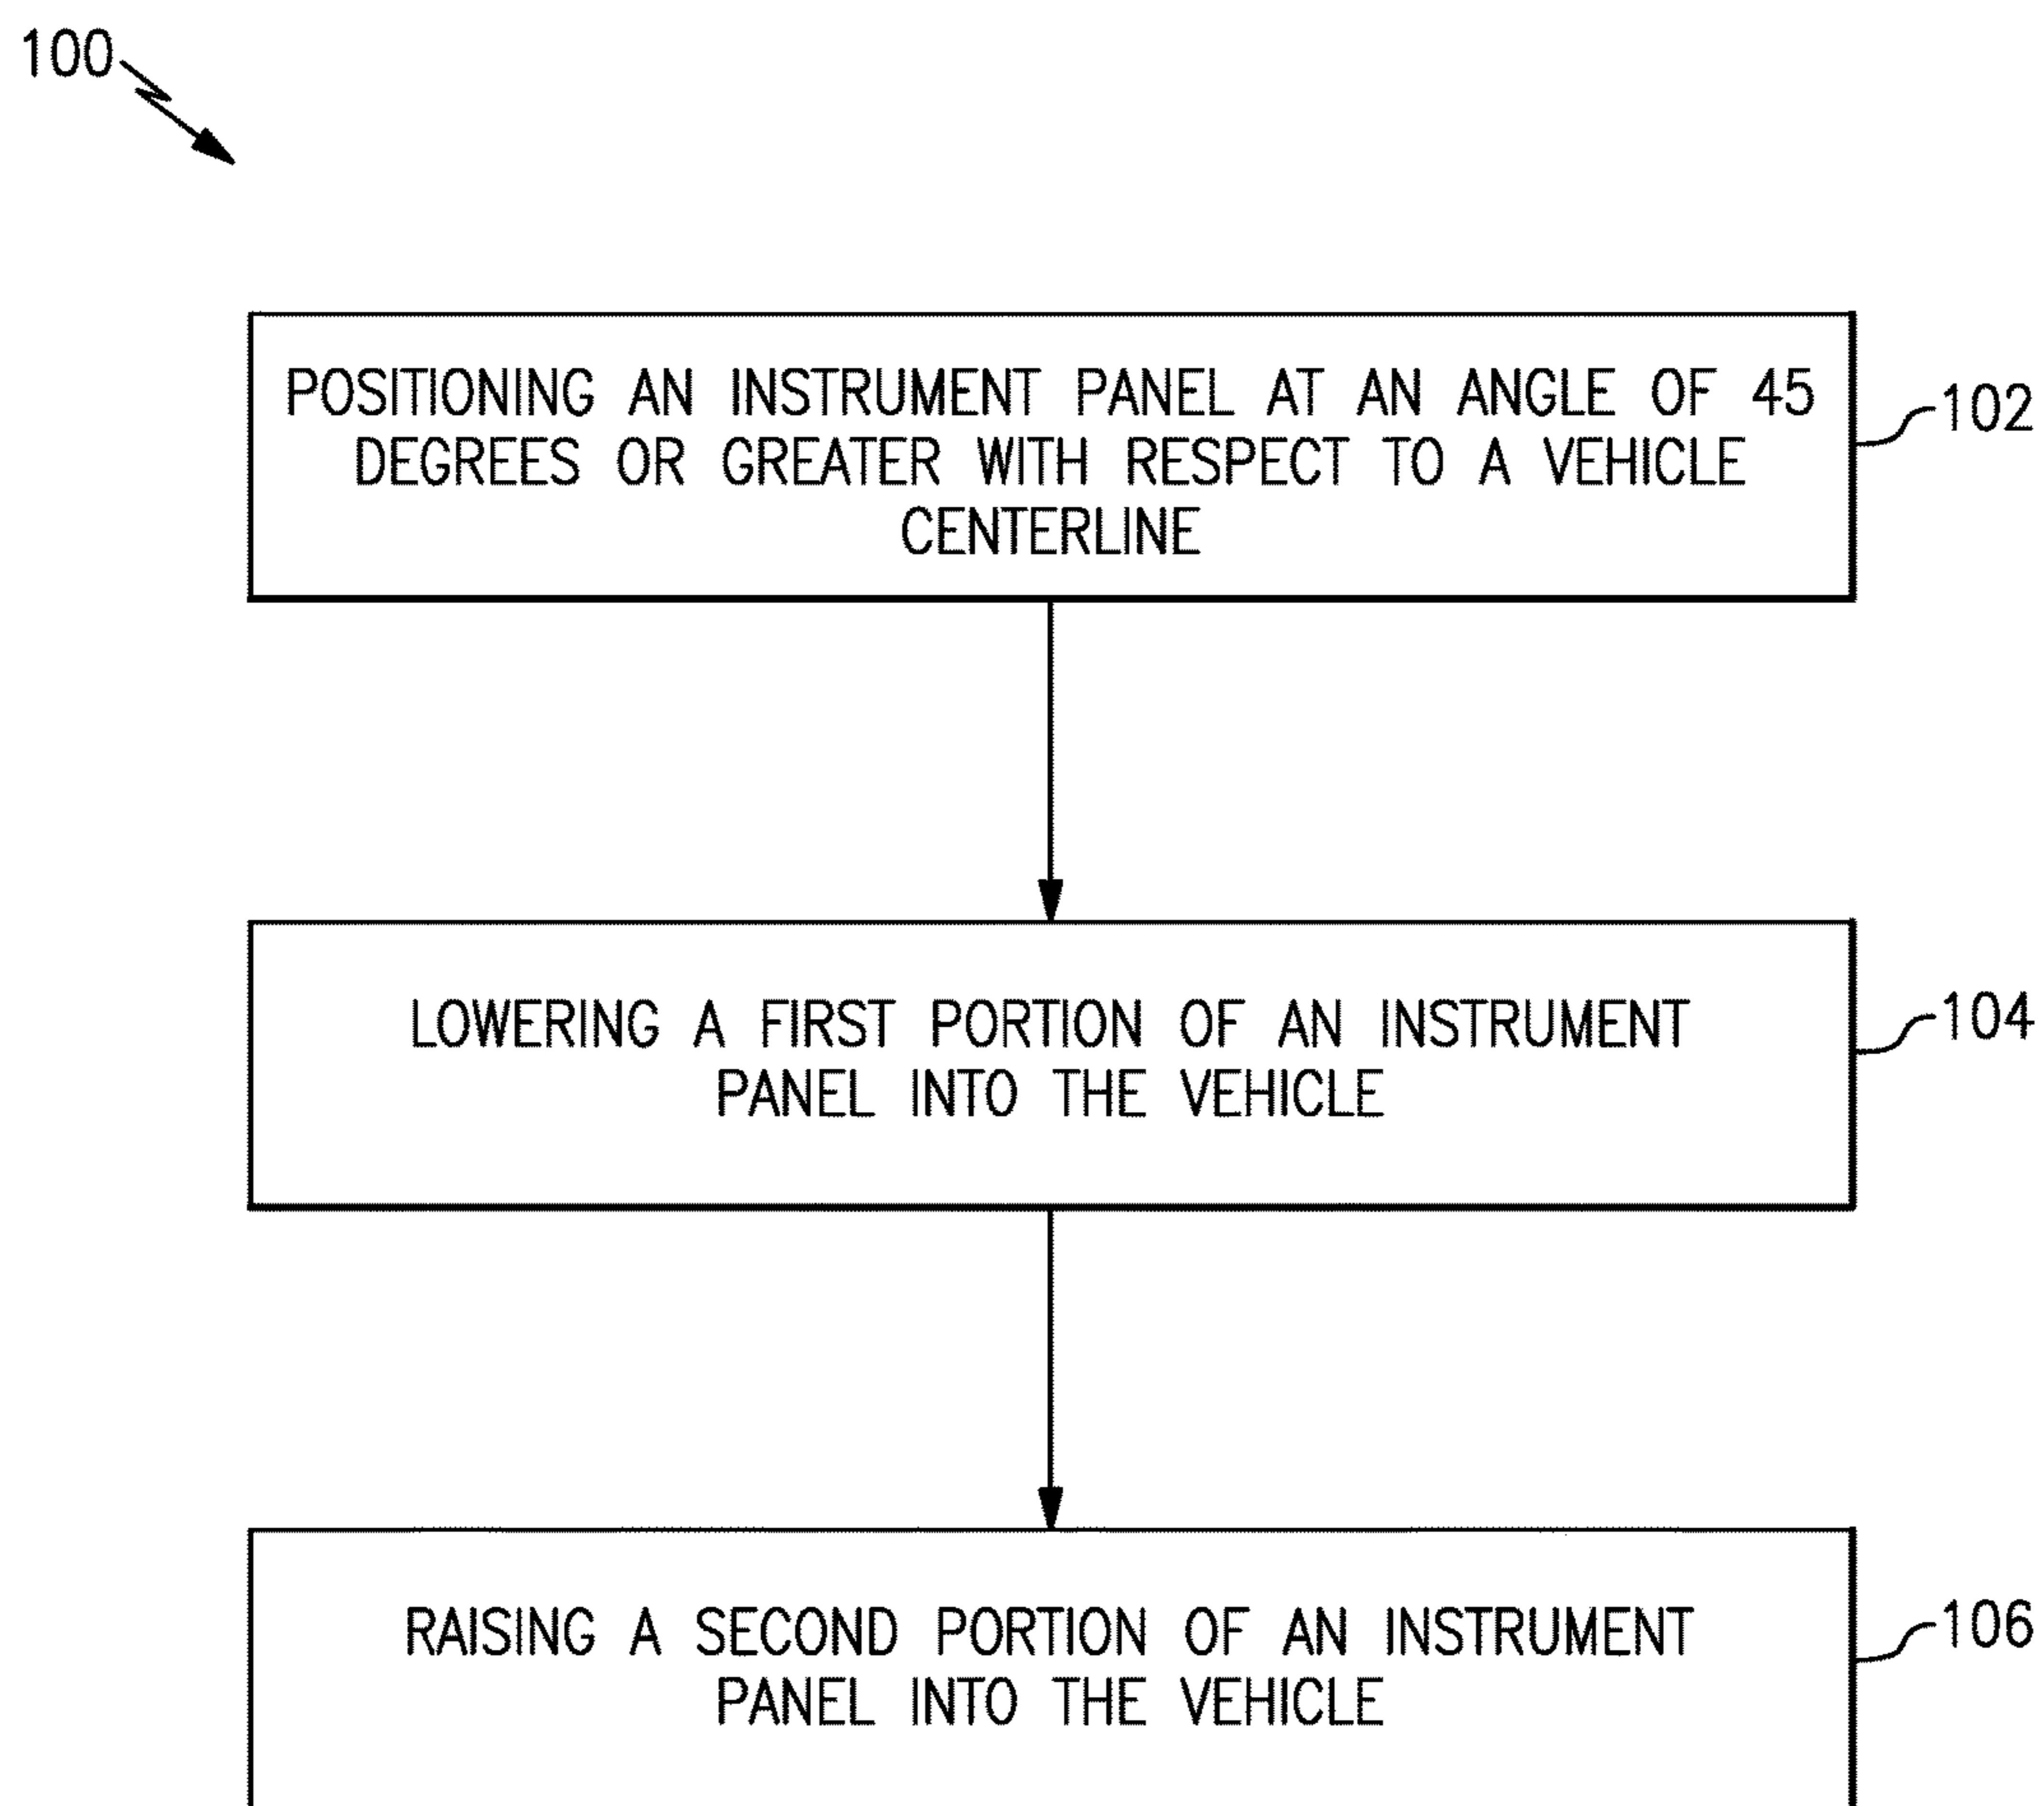 100
POSITIONING AN INSTRUMENT PANEL AT AN ANGLE OF 45
DEGREES OR GREATER WITH RESPECT TO A VEHICLE
CENTERLINE
102
LOWERING A FIRST PORTION OF AN INSTRUMENT
PANEL INTO THE VEHICLE
104
RAISING A SECOND PORTION OF AN INSTRUMENT
PANEL INTO THE VEHICLE
106